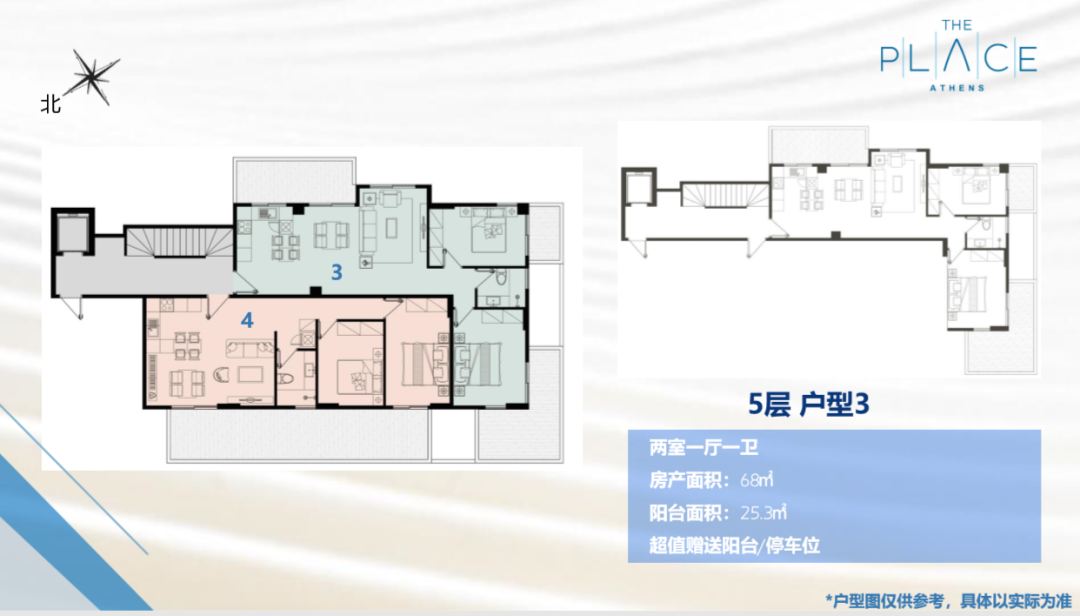 THE
PLACE
ATHENS
北
3
4
5层 户型3
两室一厅一卫
房产面积：68㎡
阳台面积：25.3㎡
超值赠送阳台/停车位
*户型图仅供参考，具体以实际为准